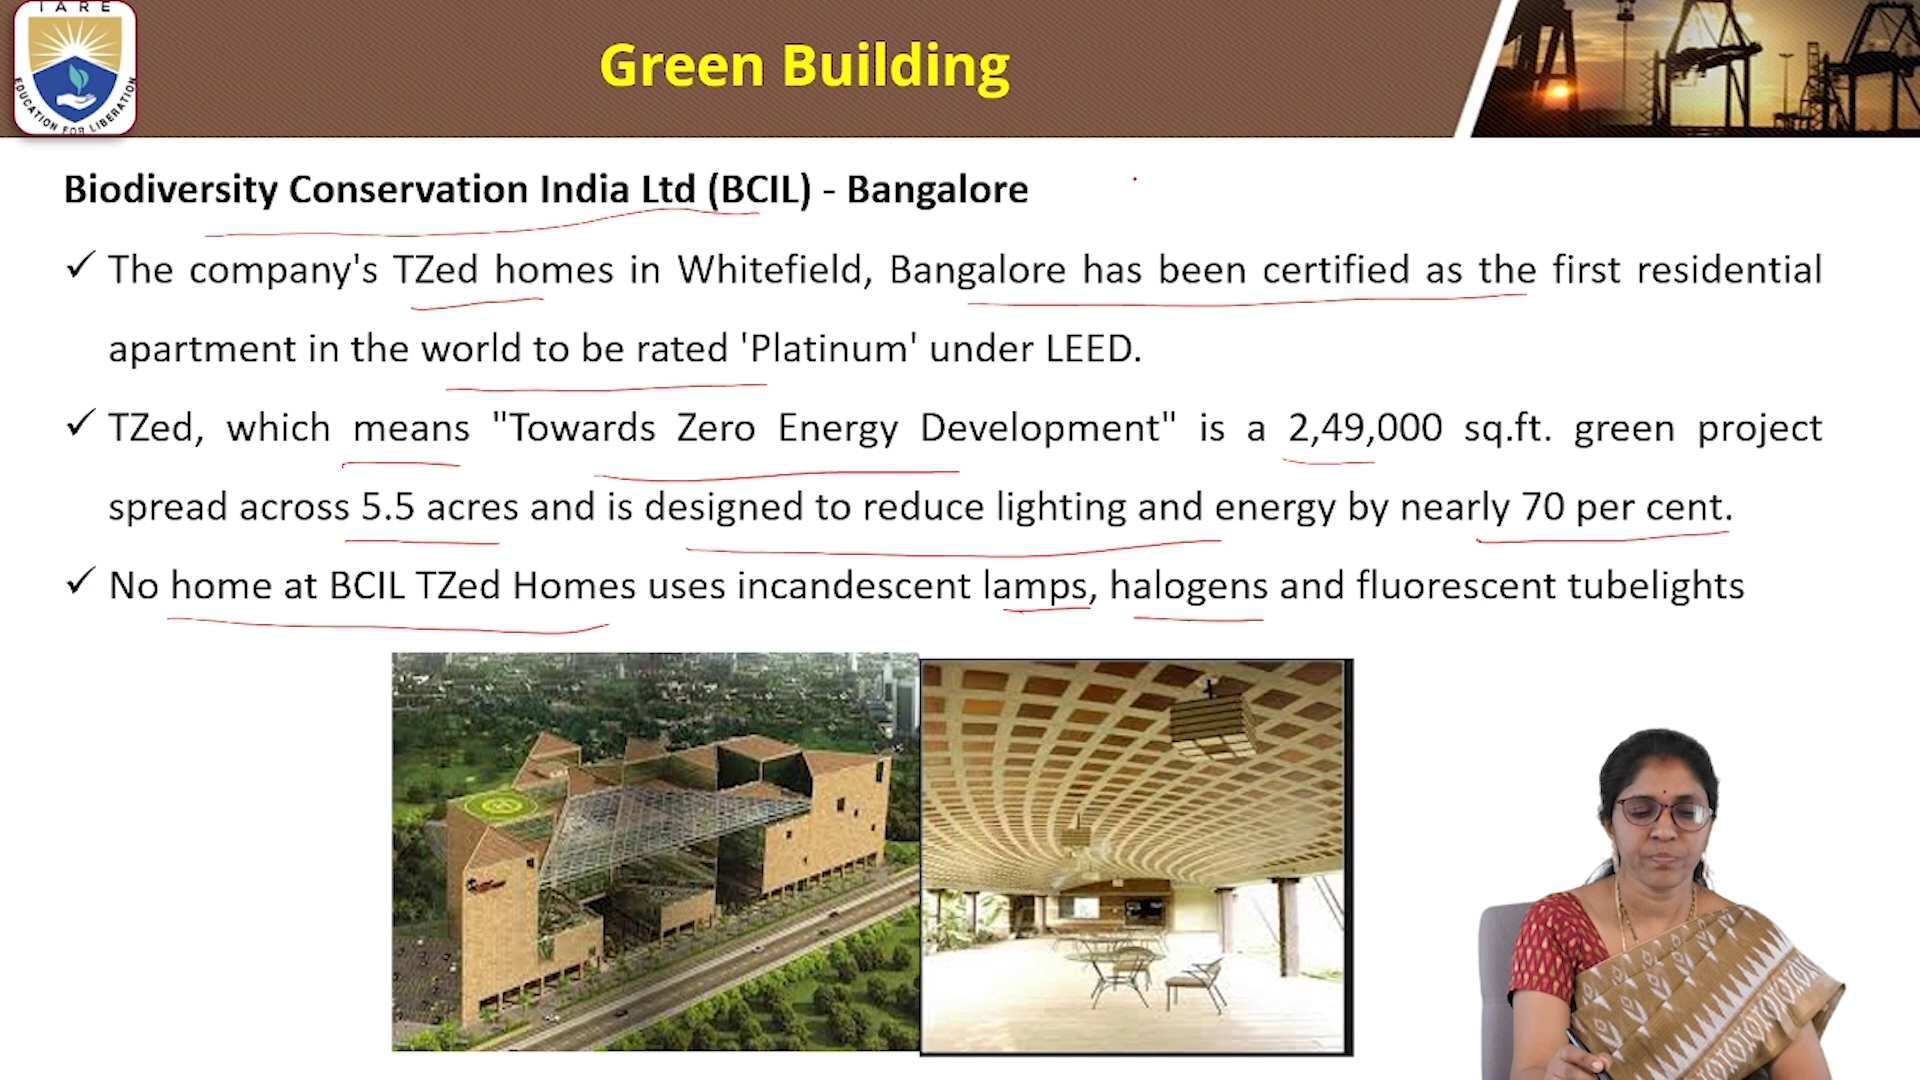 IARE
EDUCATION FOR LIBERATION
Green Building
Biodiversity Conservation India Ltd (BCIL) - Bangalore
✓ The company's TZed homes in Whitefield, Bangalore has been certified as the first residential
apartment in the world to be rated 'Platinum' under LEED.
✓ TZed, which means "Towards Zero Energy Development" is a 2,49,000 sq.ft. green project
spread across 5.5 acres and is designed to reduce lighting and energy by nearly 70 per cent.
✓ No home at BCIL TZed Homes uses incandescent lamps, halogens and fluorescent tubelights